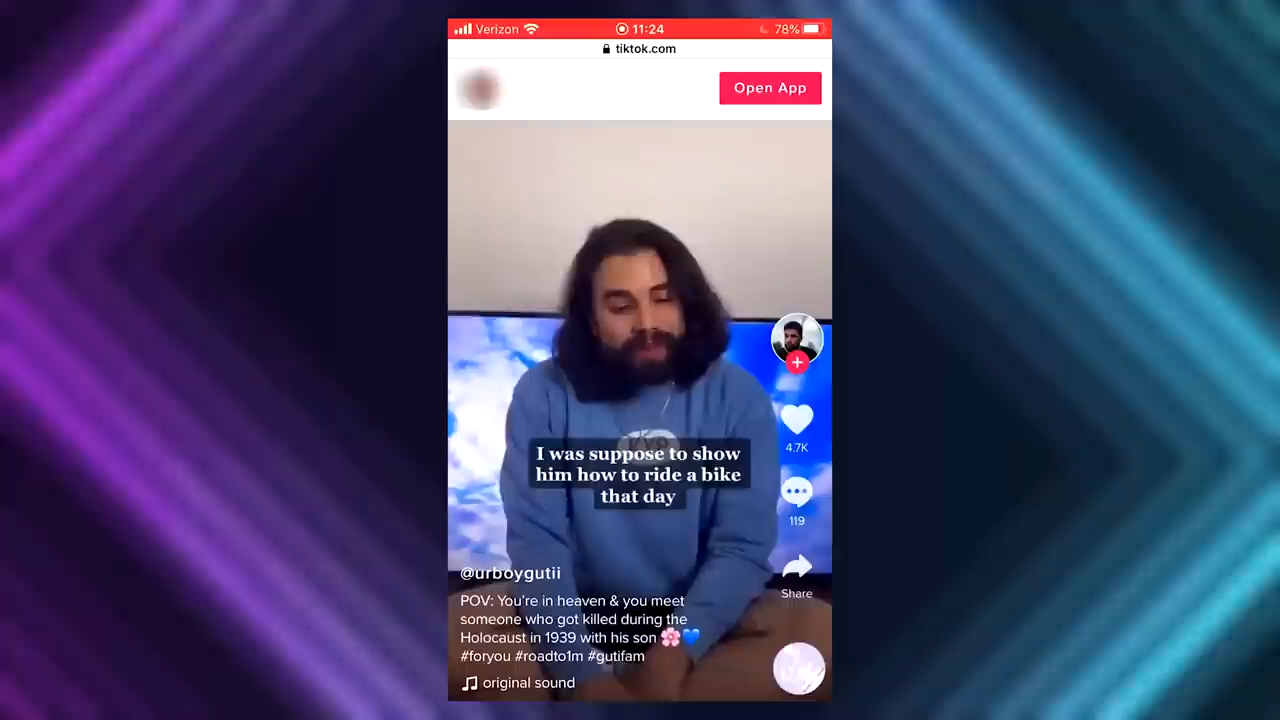 Verizon 11:24 78%
tiktok.com
Open App
I was suppose to show
him how to ride a bike
that day
4.7K
119
Share
@urboygutii
POV: You're in heaven & you meet
someone who got killed during the
Holocaust in 1939 with his son 🌸💙
#foryou #roadto1m #gutifam
original sound